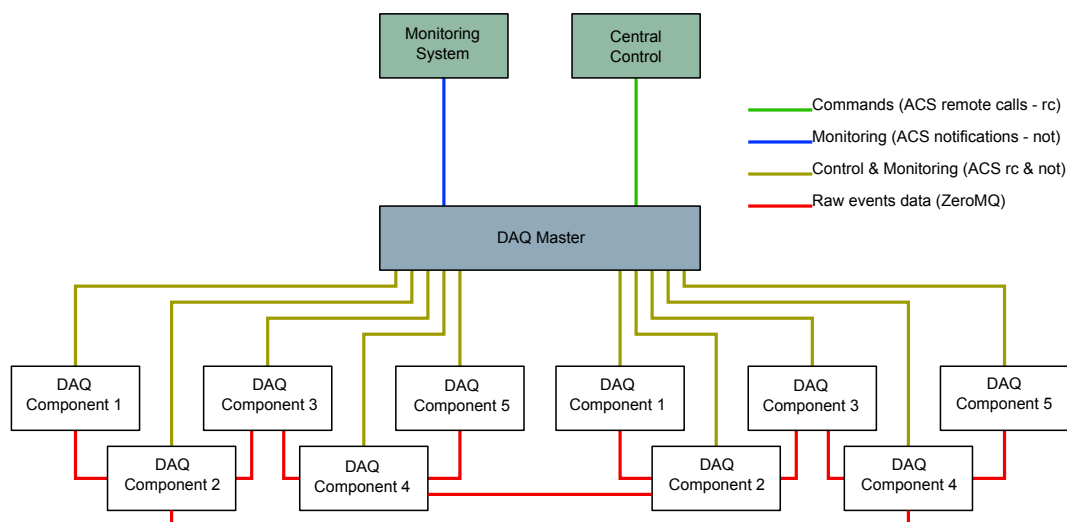 Monitoring
System
Central
Control
Commands (ACS remote calls - rc)
Monitoring (ACS notifications - not)
Control & Monitoring (ACS rc & not)
Raw events data (ZeroMQ)
DAQ Master
DAQ
Component 1
DAQ
Component 3
DAQ
Component 5
DAQ
Component 1
DAQ
Component 3
DAQ
Component 5
DAQ
Component 2
DAQ
Component 4
DAQ
Component 2
DAQ
Component 4